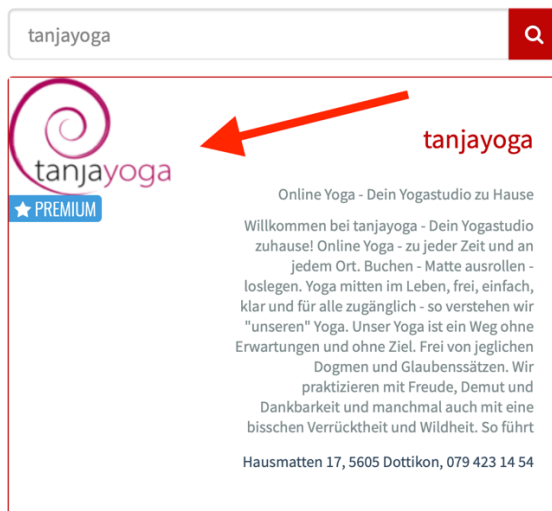 tanjayoga
tanjayoga
tanjayoga
PREMIUM
Online Yoga - Dein Yogastudio zu Hause
Willkommen bei tanjayoga - Dein Yogastudio
zuhause! Online Yoga - zu jeder Zeit und an
jedem Ort. Buchen - Matte ausrollen -
loslegen. Yoga mitten im Leben, frei, einfach,
klar und für alle zugänglich - so verstehen wir
"unseren" Yoga. Unser Yoga ist ein Weg ohne
Erwartungen und ohne Ziel. Frei von jeglichen
Dogmen und Glaubenssätzen. Wir
praktizieren mit Freude, Demut und
Dankbarkeit und manchmal auch mit eine
bisschen Verrücktheit und Wildheit. So führt
Hausmatten 17, 5605 Dottikon, 079 423 14 54